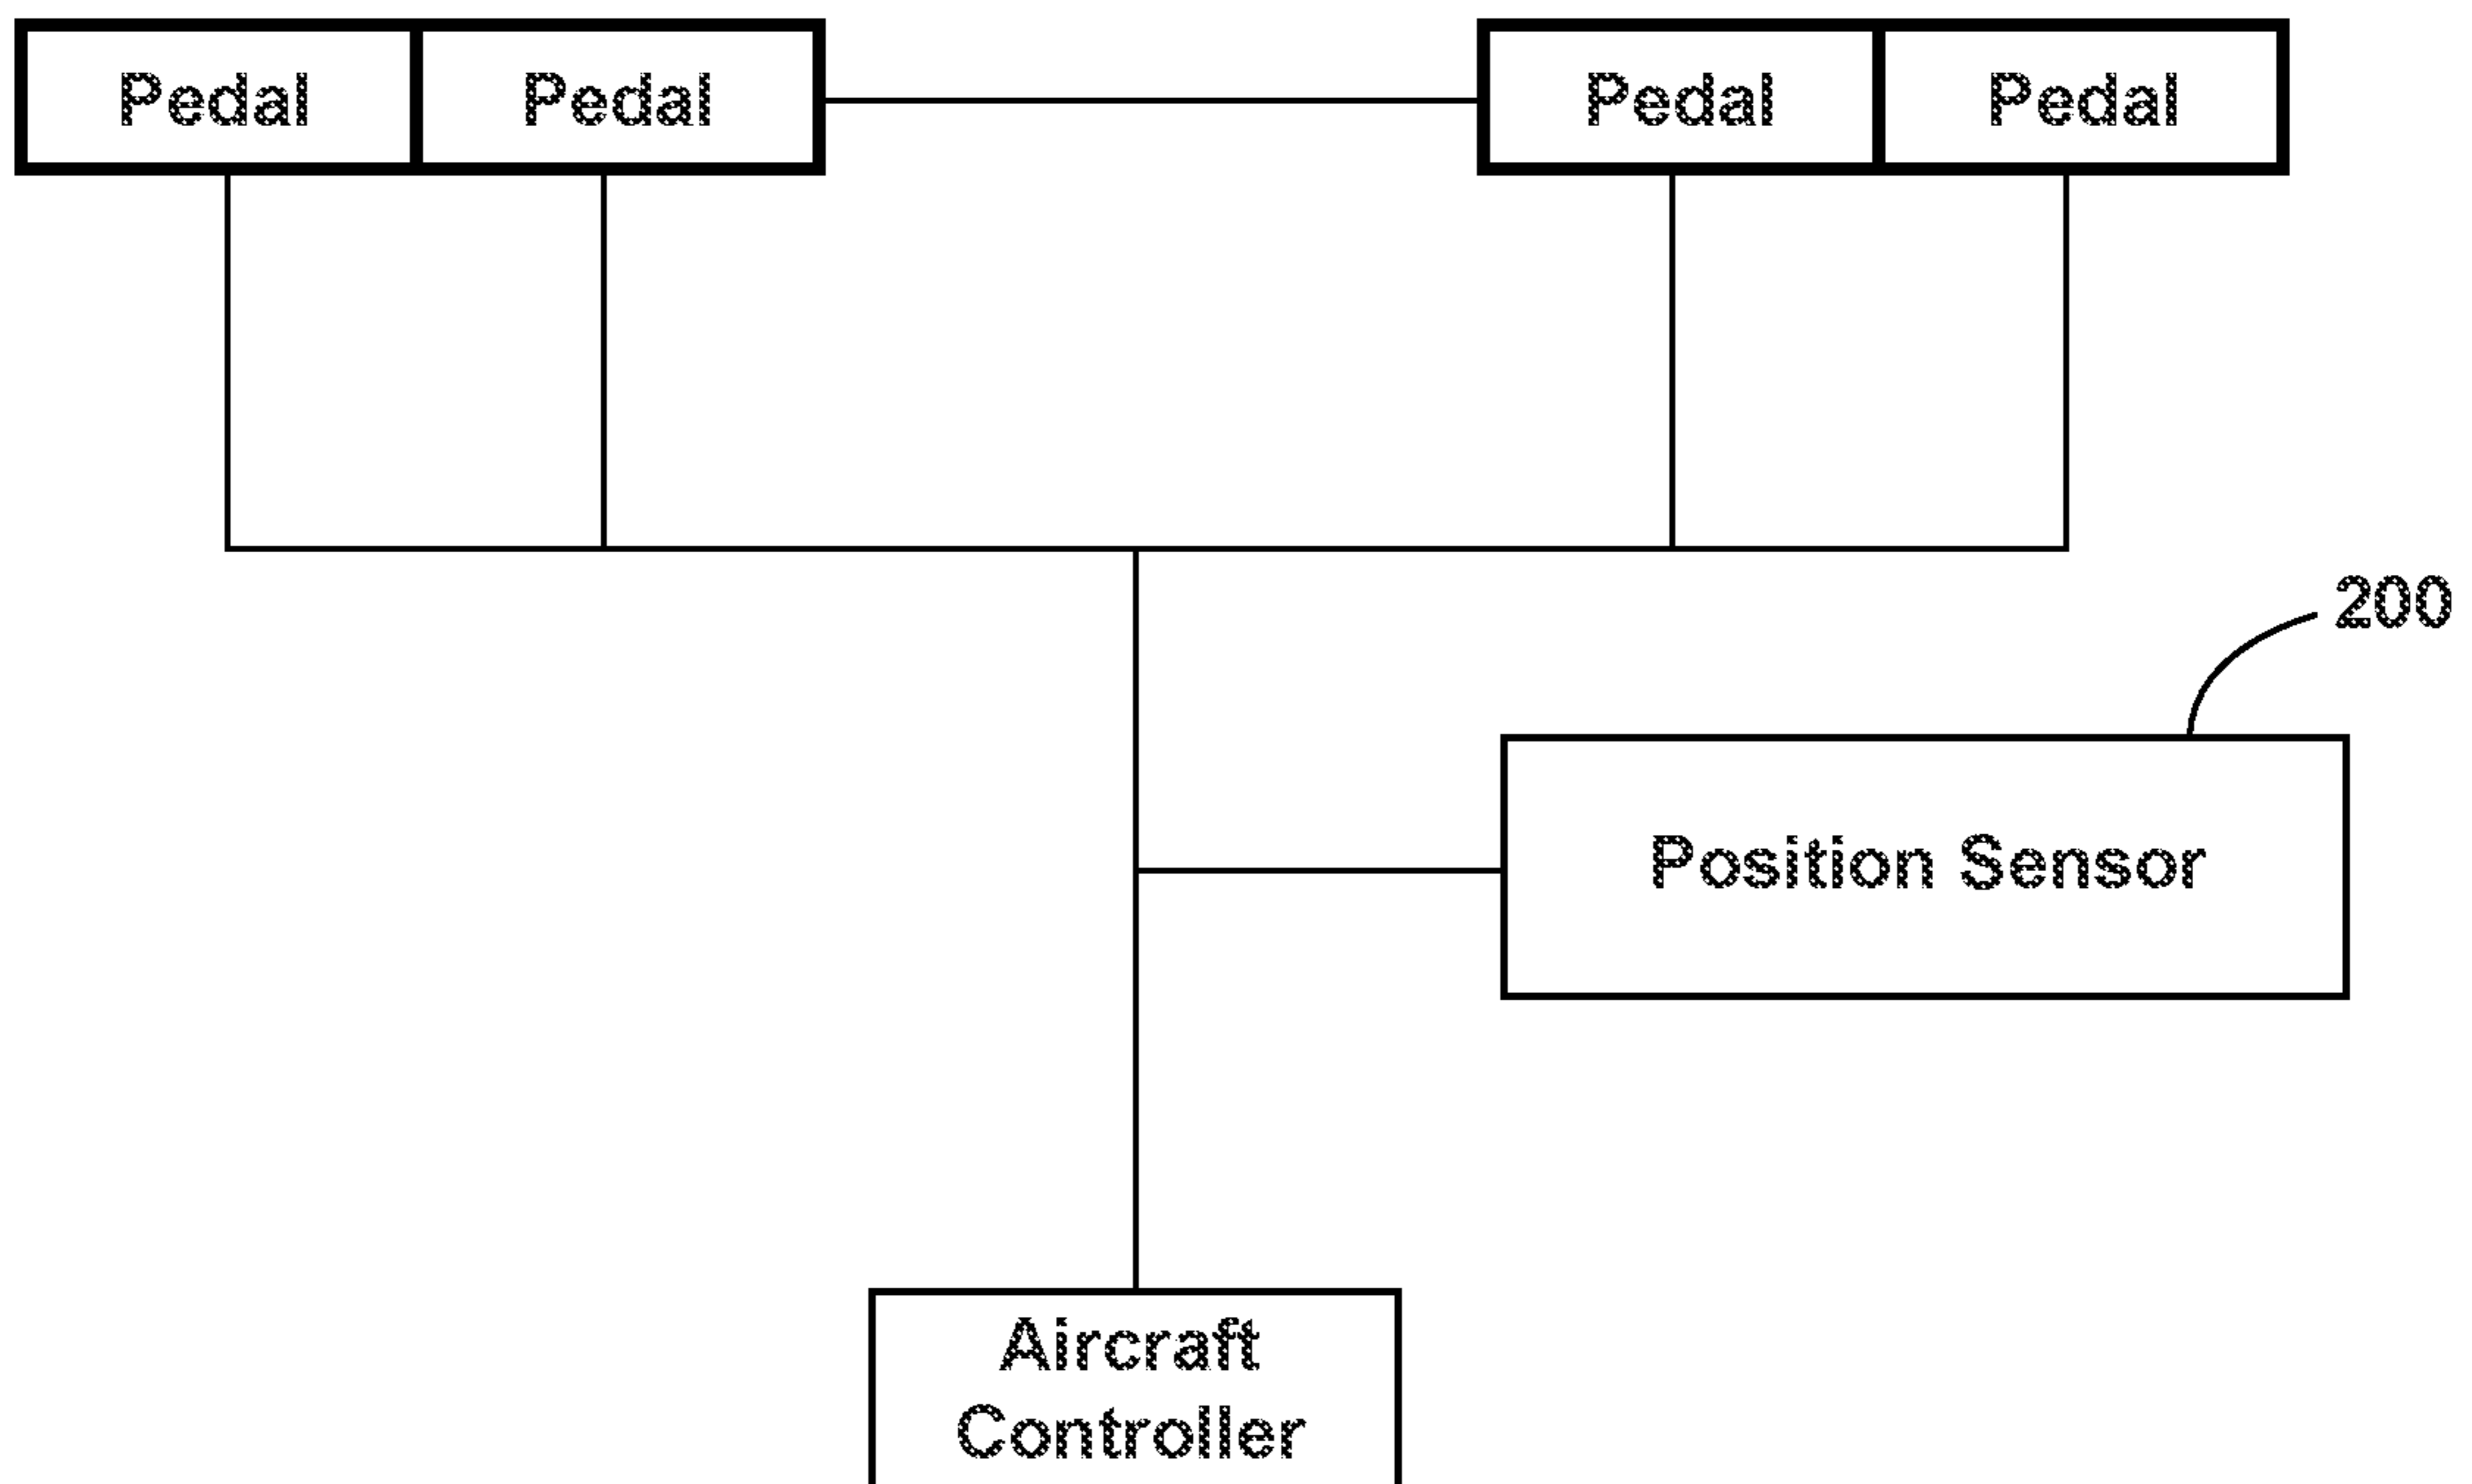 Pedal Pedal Pedal Pedal
200
Position Sensor
Aircraft
Controller